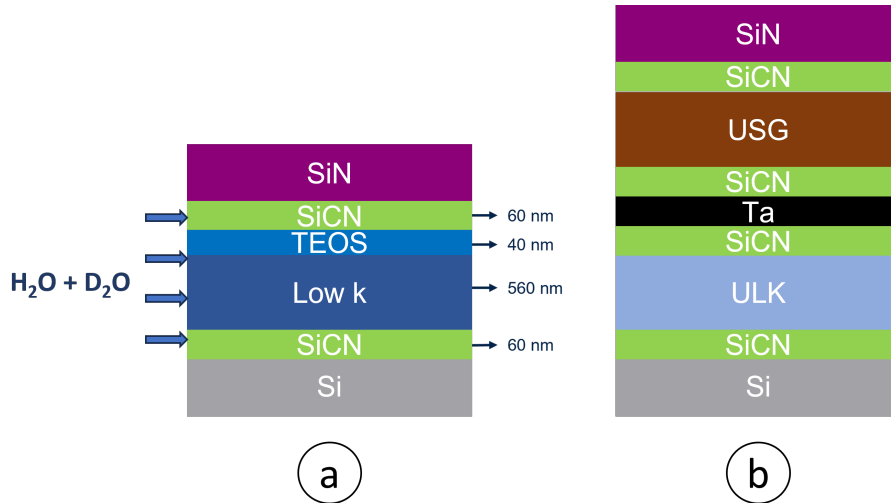 SiN
SiCN
60 nm
TEOS
40 nm
H₂O + D₂O
Low k
560 nm
SiCN
60 nm
Si
a
SiN
SiCN
USG
SiCN
Ta
SiCN
ULK
SiCN
Si
b